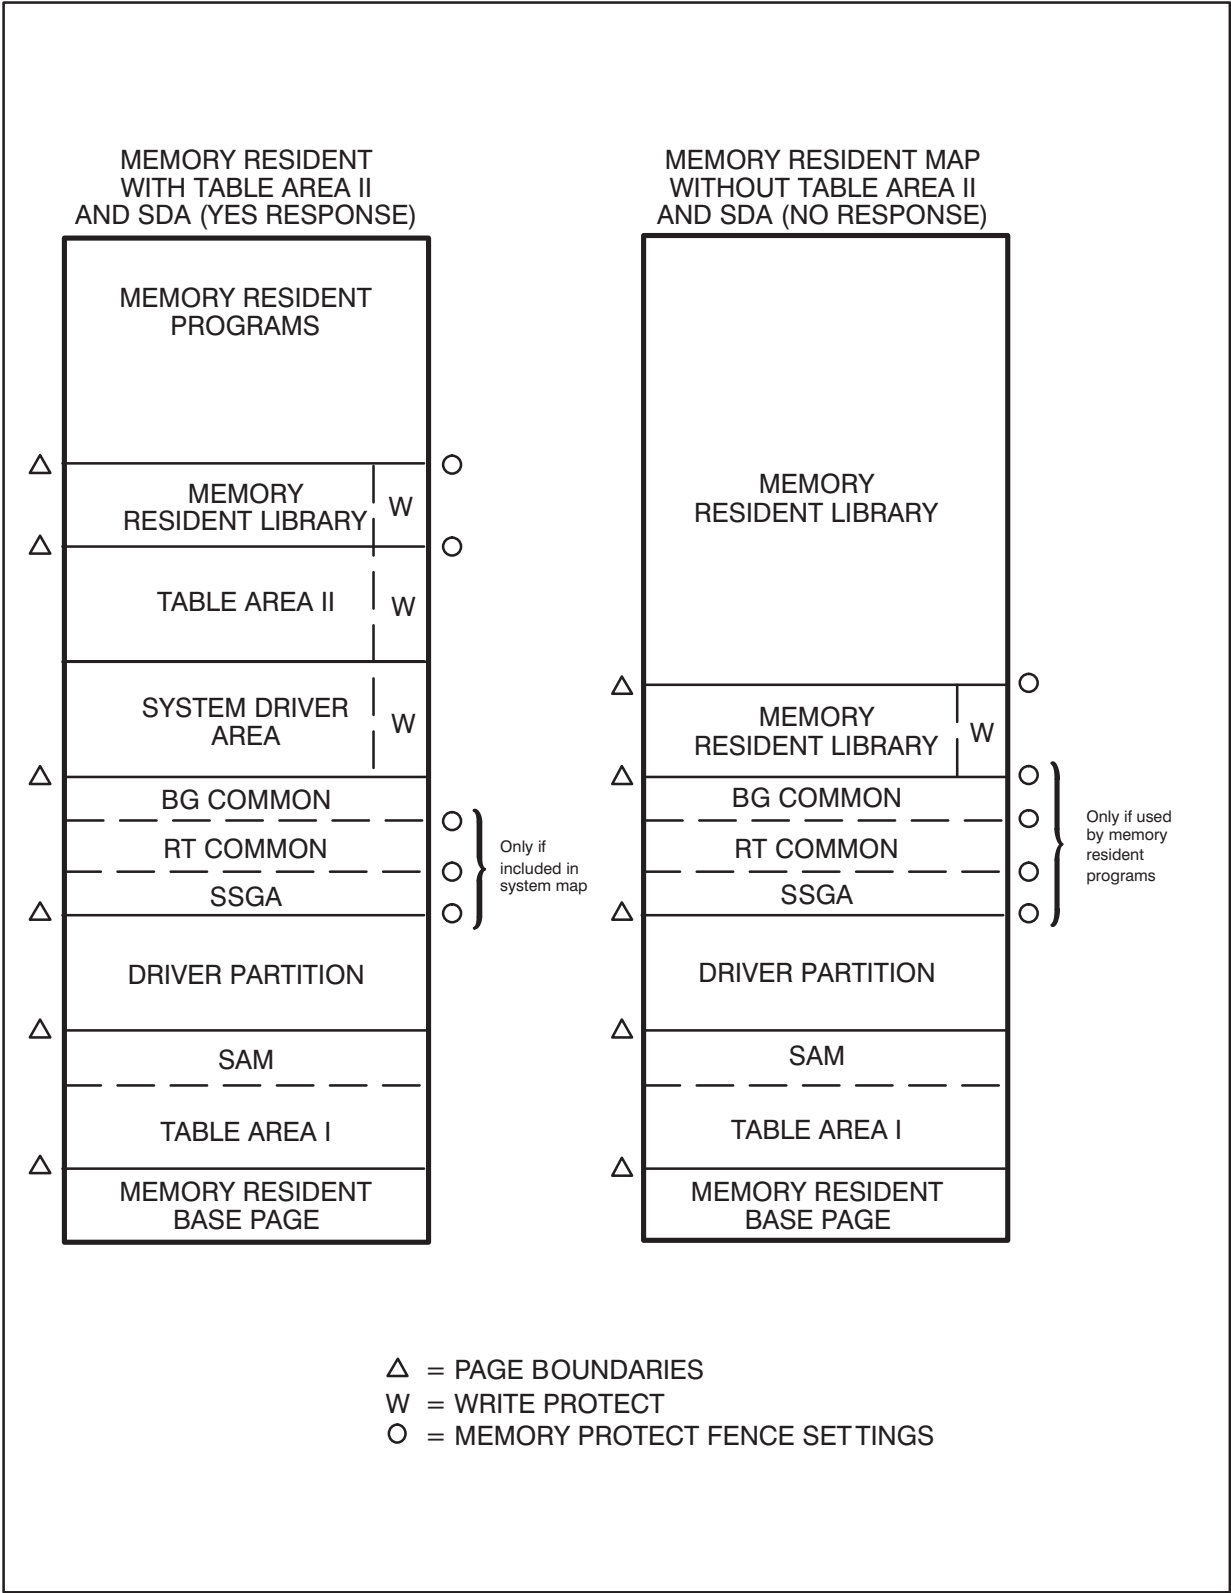 MEMORY RESIDENT
WITH TABLE AREA II
AND SDA (YES RESPONSE)
MEMORY RESIDENT
PROGRAMS
MEMORY
RESIDENT LIBRARY
W
TABLE AREA II
W
SYSTEM DRIVER
AREA
W
BG COMMON
RT COMMON
SSGA
Only if
included in
system map
DRIVER PARTITION
SAM
TABLE AREA I
MEMORY RESIDENT
BASE PAGE
MEMORY RESIDENT MAP
WITHOUT TABLE AREA II
AND SDA (NO RESPONSE)
MEMORY
RESIDENT LIBRARY
MEMORY
RESIDENT LIBRARY
W
BG COMMON
RT COMMON
SSGA
Only if used
by memory
resident
programs
DRIVER PARTITION
SAM
TABLE AREA I
MEMORY RESIDENT
BASE PAGE
= PAGE BOUNDARIES
W = WRITE PROTECT
= MEMORY PROTECT FENCE SETTINGS